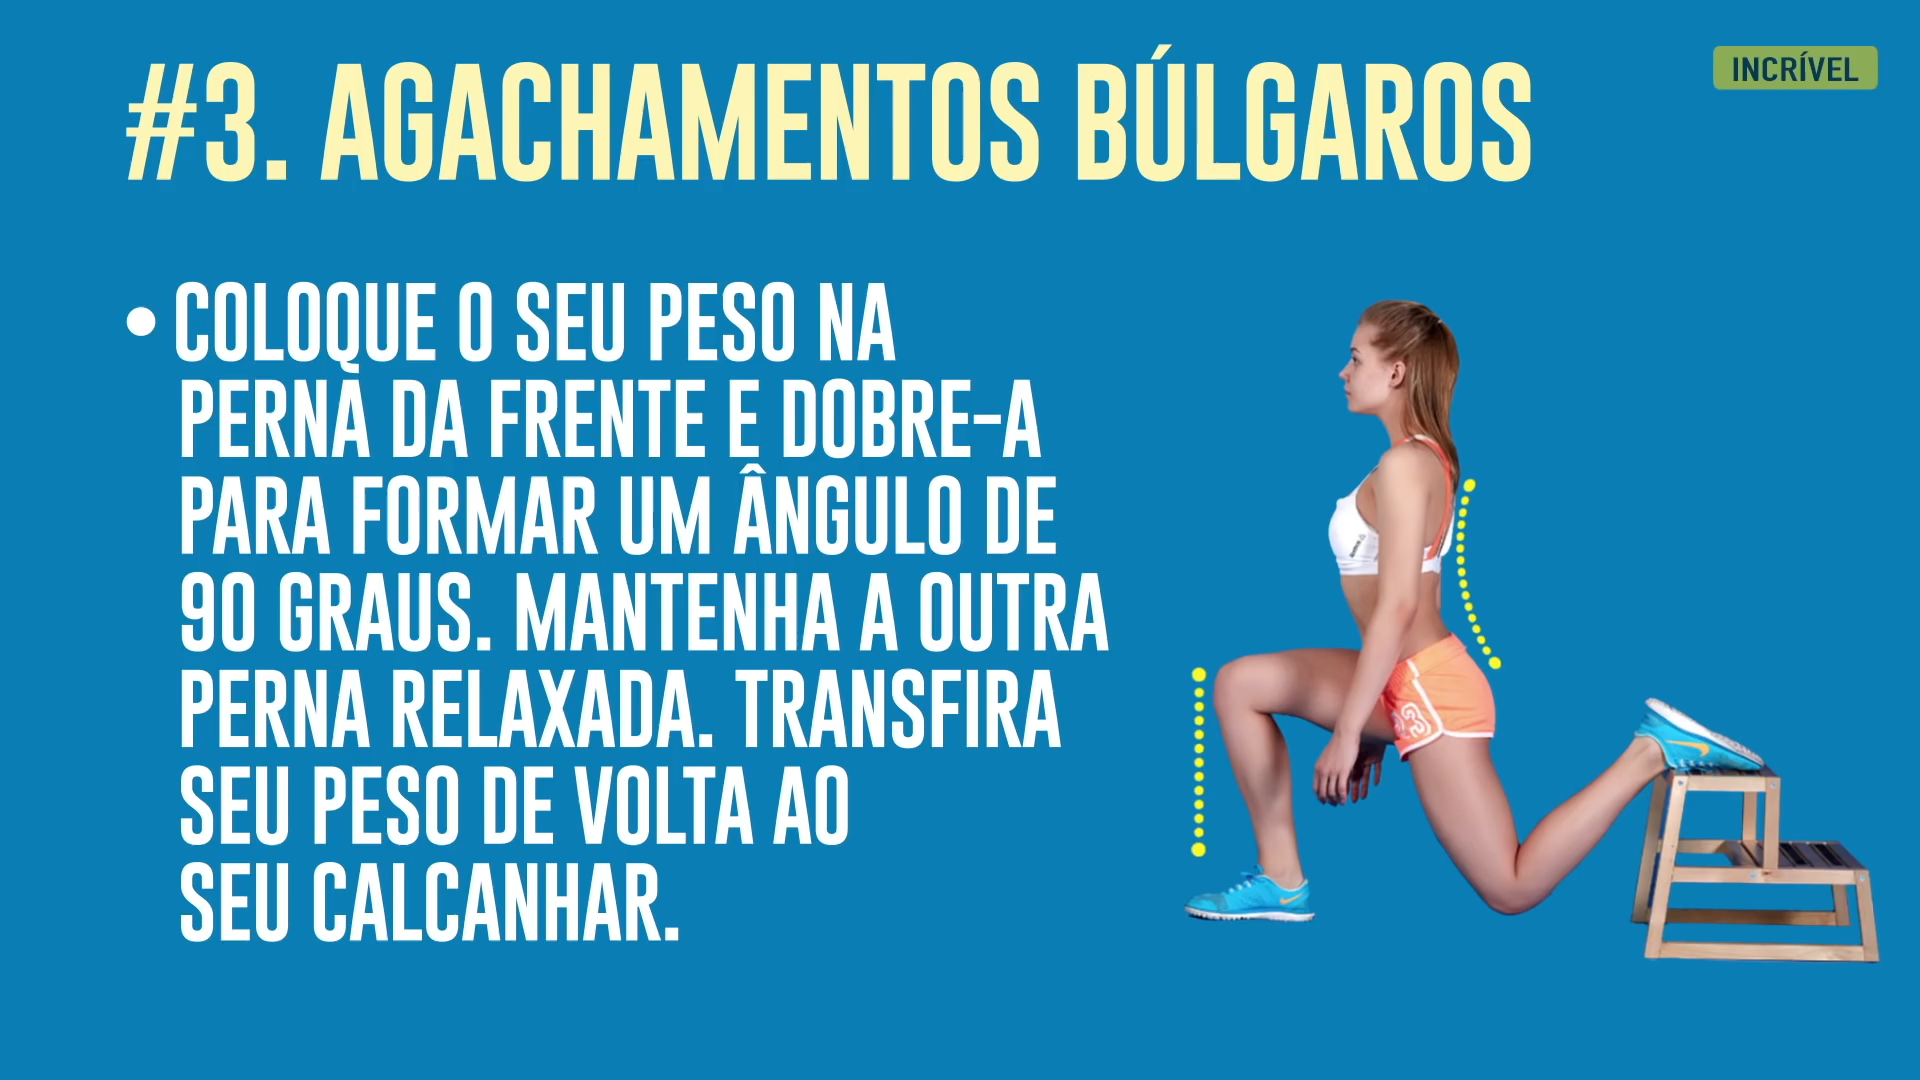 #3. AGACHAMENTOS BÚLGAROS
INCRÍVEL
• COLOQUE O SEU PESO NA
PERNA DA FRENTE E DOBRE-A
PARA FORMAR UM ÂNGULO DE
90 GRAUS. MANTENHA A OUTRA
PERNA RELAXADA. TRANSFIRA
SEU PESO DE VOLTA AO
SEU CALCANHAR.